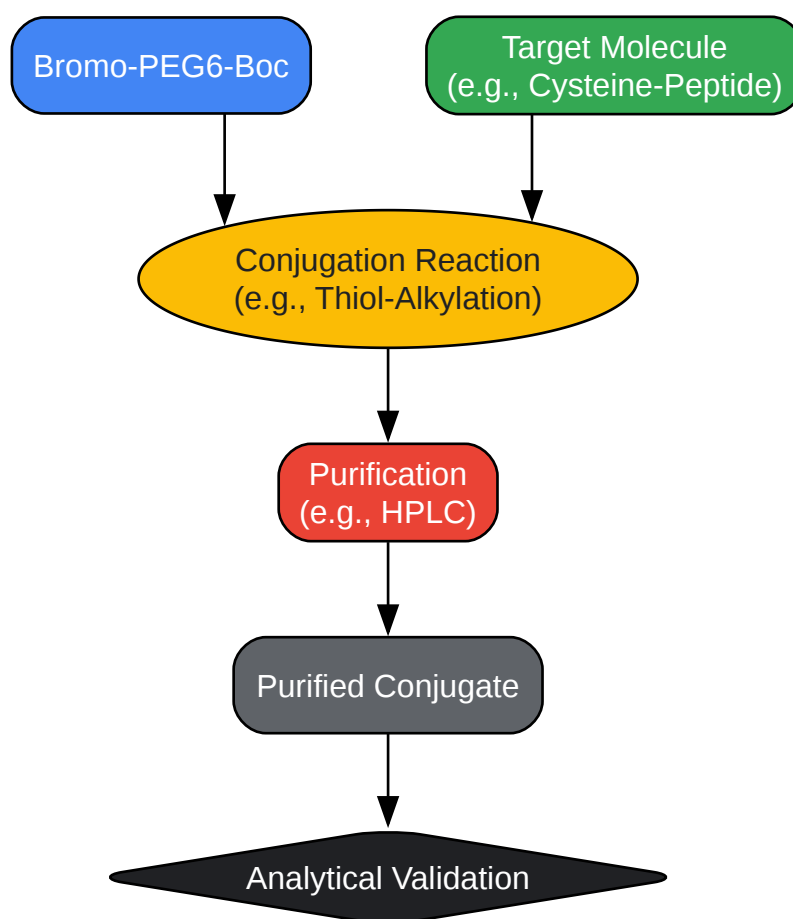 Bromo-PEG6-Boc
Target Molecule
(e.g., Cysteine-Peptide)
Conjugation Reaction
(e.g., Thiol-Alkylation)
Purification
(e.g., HPLC)
Purified Conjugate
Analytical Validation